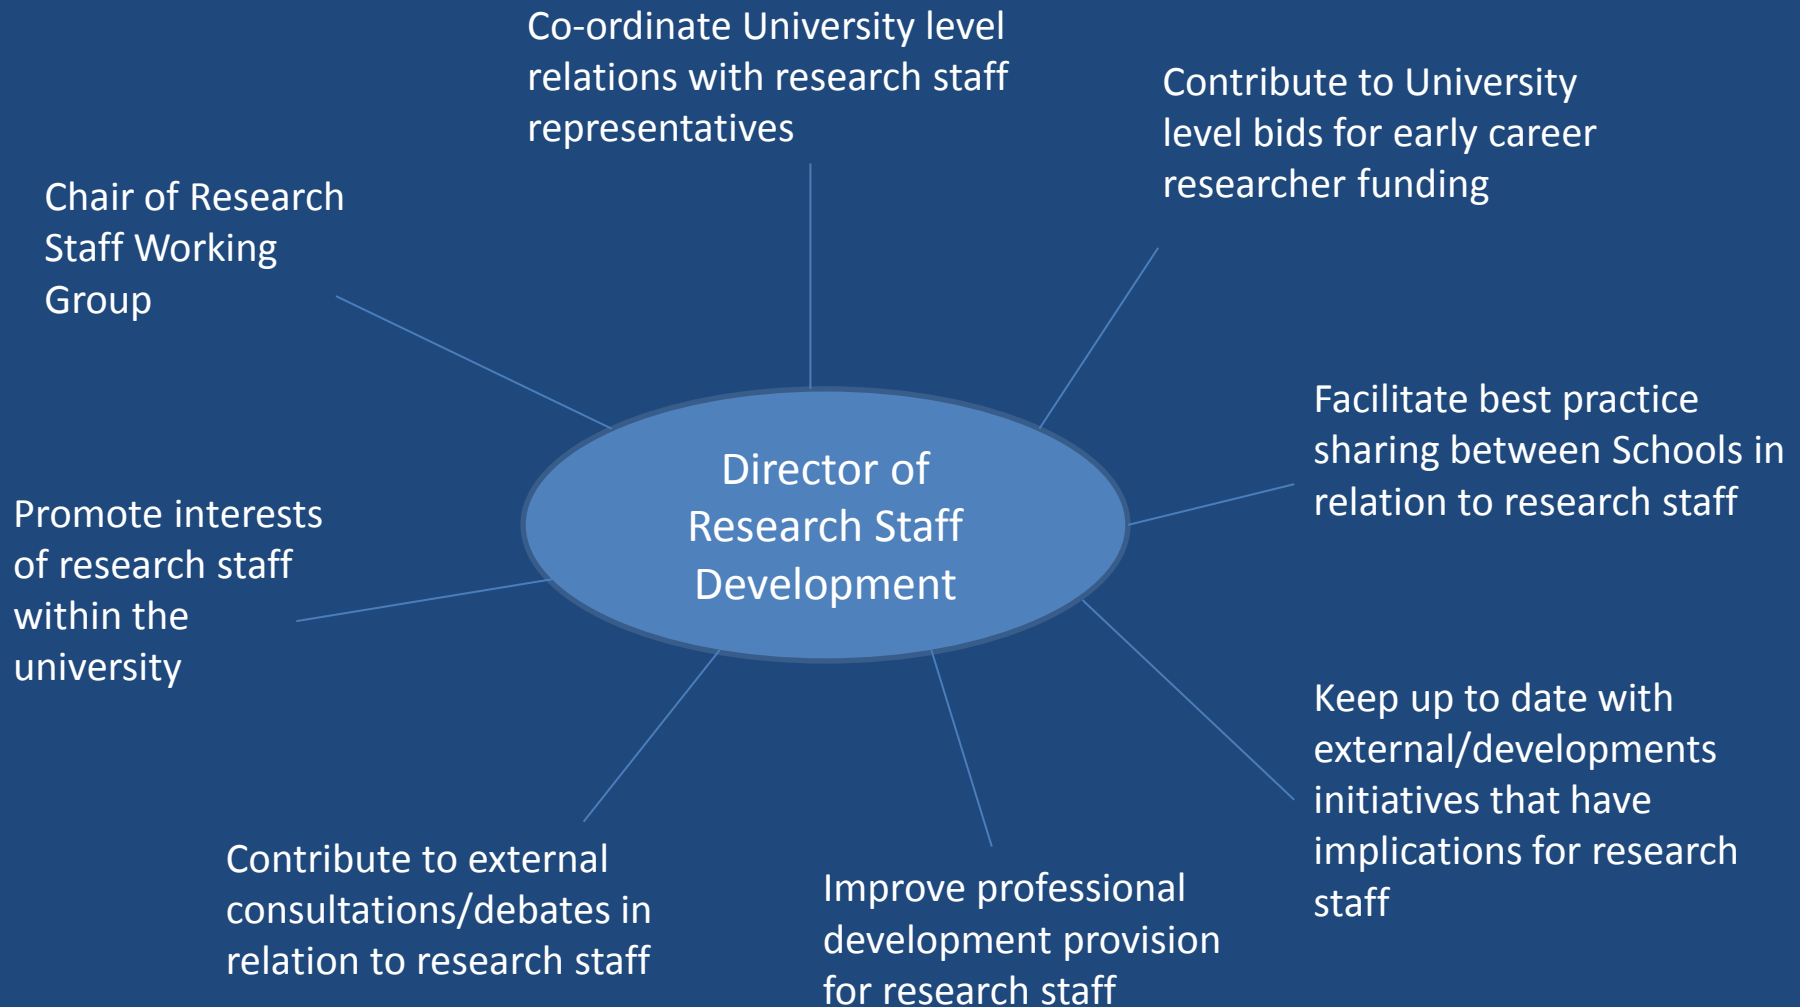 Co-ordinate University level
relations with research staff
representatives
Contribute to University
level bids for early career
researcher funding
Chair of Research
Staff Working
Group
Facilitate best practice
sharing between Schools in
relation to research staff
Director of
Research Staff
Development
Promote interests
of research staff
within the
university
Keep up to date with
external/developments
initiatives that have
implications for research
staff
Contribute to external
consultations/debates in
relation to research staff
Improve professional
development provision
for research staff